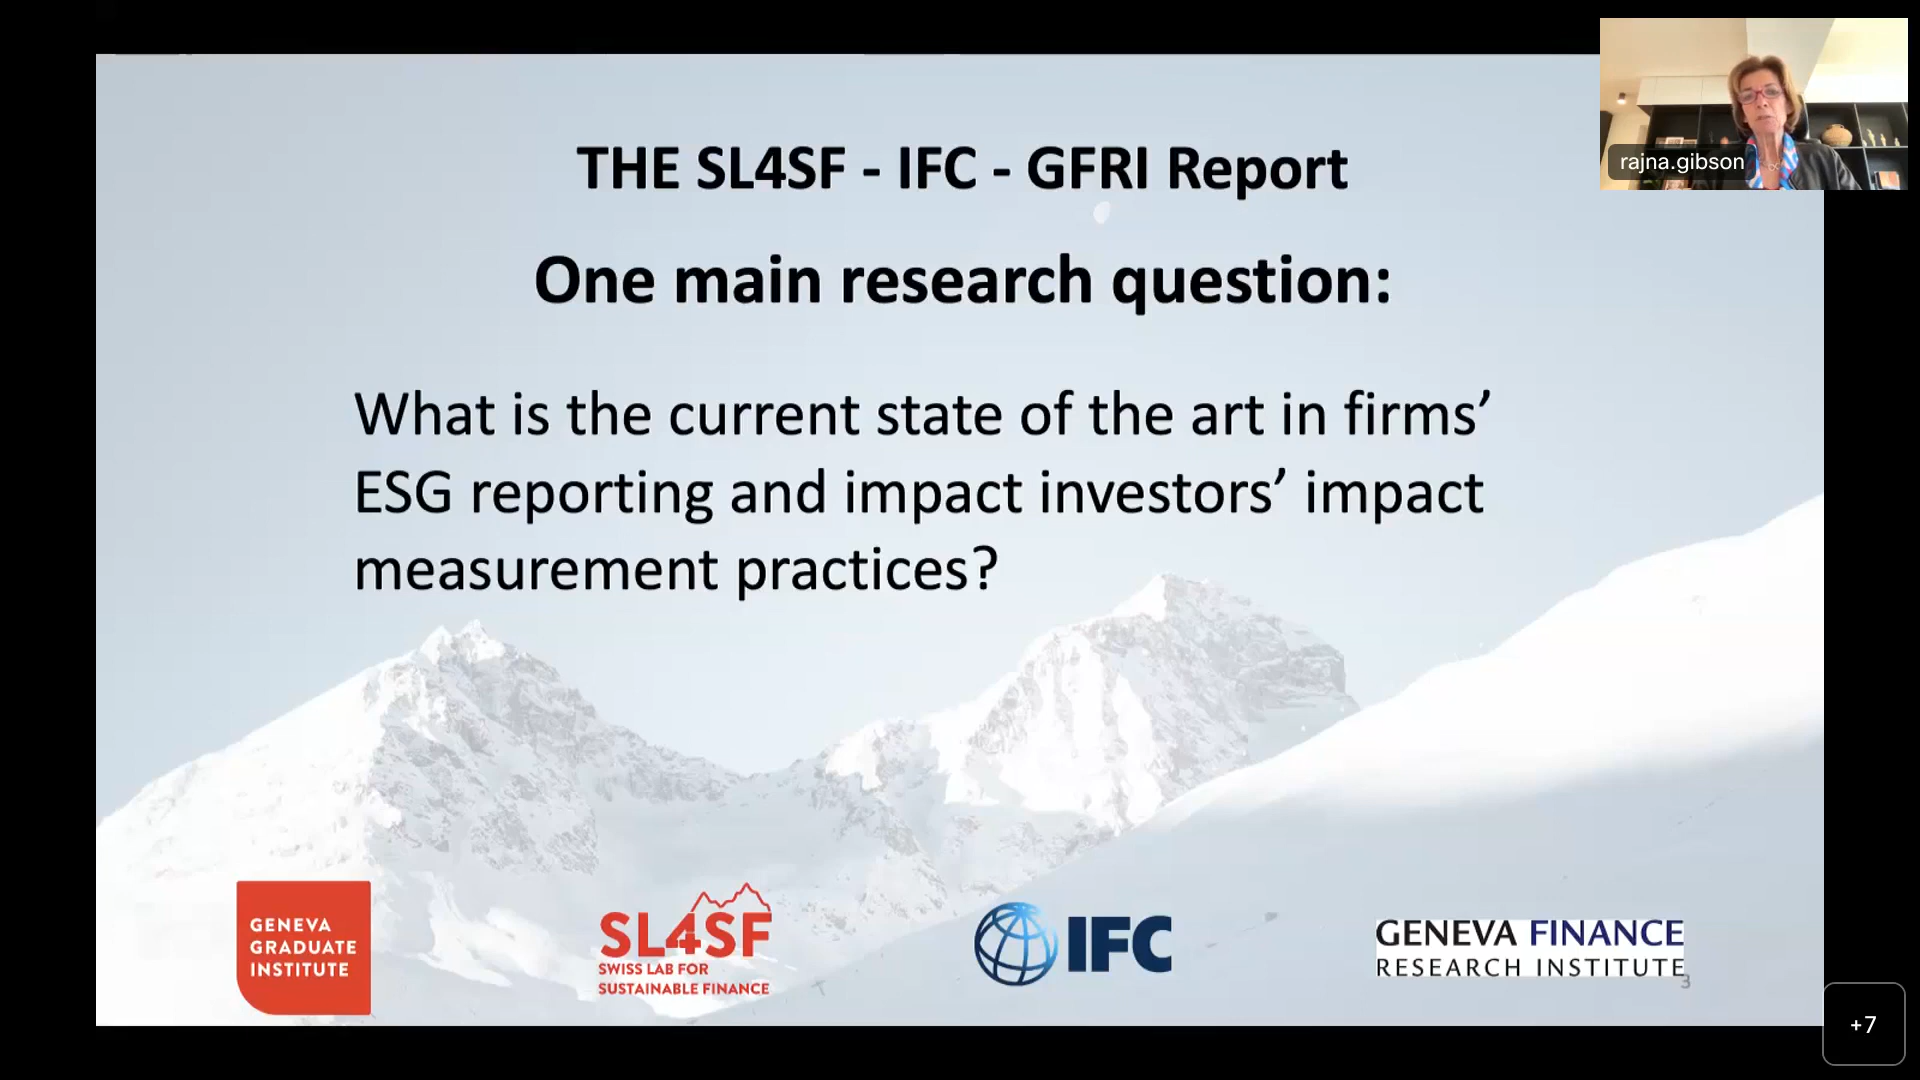 THE SL4SF - IFC - GFRI Report
One main research question:
What is the current state of the art in firms’
ESG reporting and impact investors’ impact
measurement practices?
rajna.gibson
GENEVA
GRADUATE
INSTITUTE
SL4SF
SWISS LAB FOR
SUSTAINABLE FINANCE
IFC
GENEVA FINANCE
RESEARCH INSTITUTE
3
+7